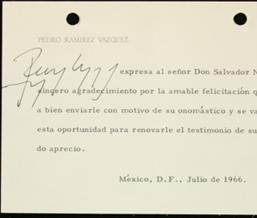 PEDRO RAMIREZ VAZQUEZ
expresa al señor Don Salvador N
sincero agradecimiento por la amable felicitación q
a bien enviarle con motivo de su onomástico y se va
esta oportunidad para renovarle el testimonio de su
do aprecio.
México, D.F., Julio de 1966.